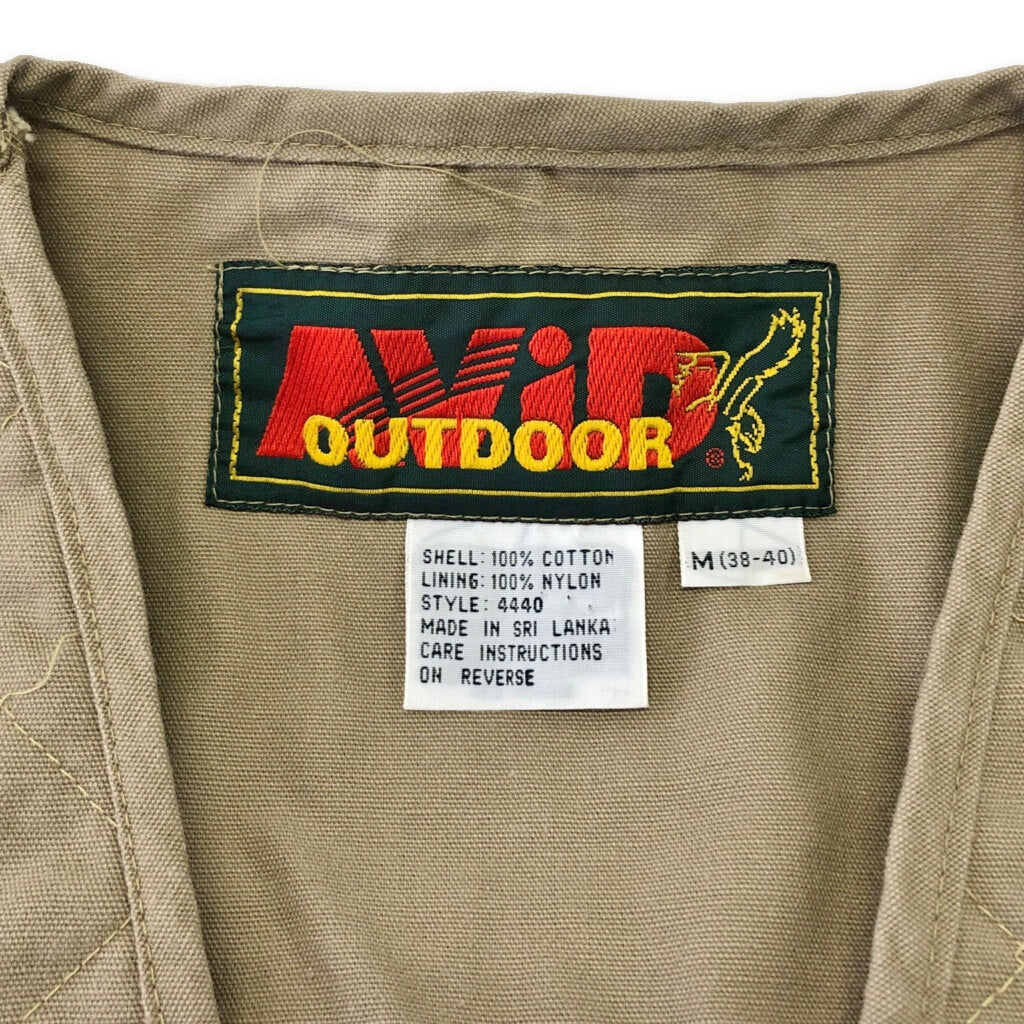 AViD
OUTDOOR ®
SHELL: 100% COTTON
LINING: 100% NYLON
STYLE: 4440
MADE IN SRI LANKA
CARE INSTRUCTIONS
ON REVERSE
M (38-40)